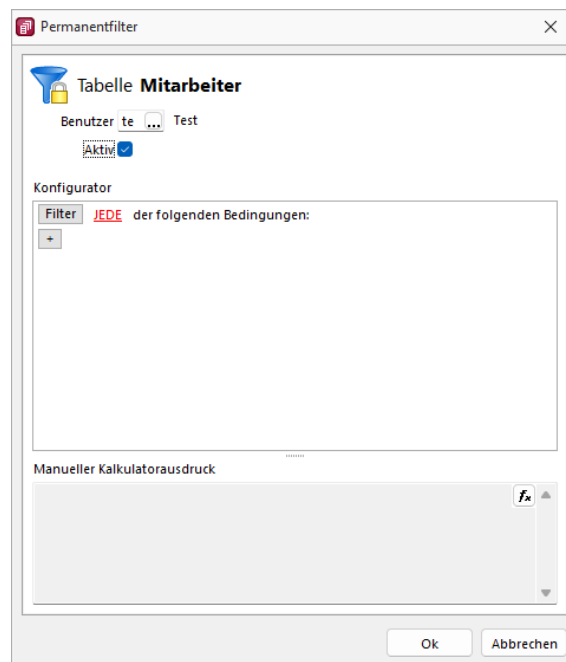 Permanentfilter
Tabelle Mitarbeiter
Benutzer te ... Test
Aktiv
Konfigurator
Filter JEDE der folgenden Bedingungen:
+
Manueller Kalkulatorausdruck
fx
Ok Abbrechen